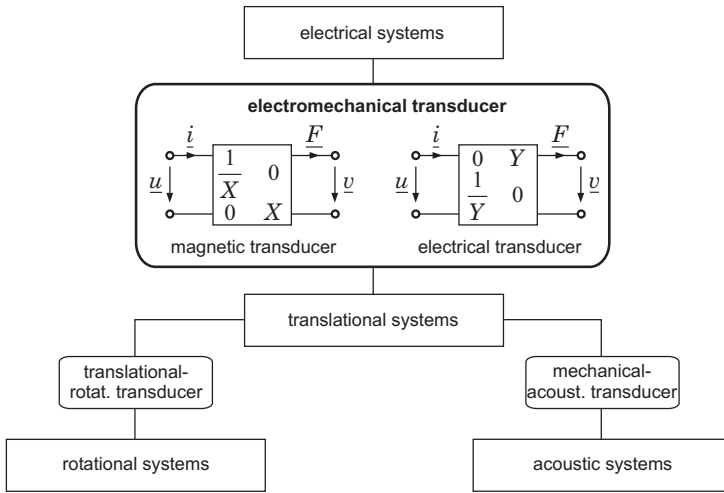 electrical systems
electromechanical transducer
i F i F
1
X 0
0 X
u v
0 Y
1
Y 0
u v
magnetic transducer electrical transducer
translational systems
translational-
rotat. transducer
mechanical-
acoust. transducer
rotational systems acoustic systems